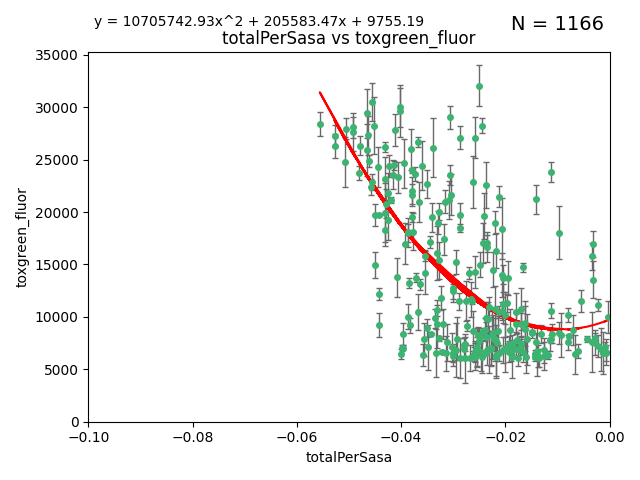 y = 10705742.93x^2 + 205583.47x + 9755.19
N = 1166
totalPerSasa vs toxgreen_fluor
35000
30000
25000
20000
15000
10000
5000
0
toxgreen_fluor
−0.10 −0.08 −0.06 −0.04 −0.02 0.00
totalPerSasa